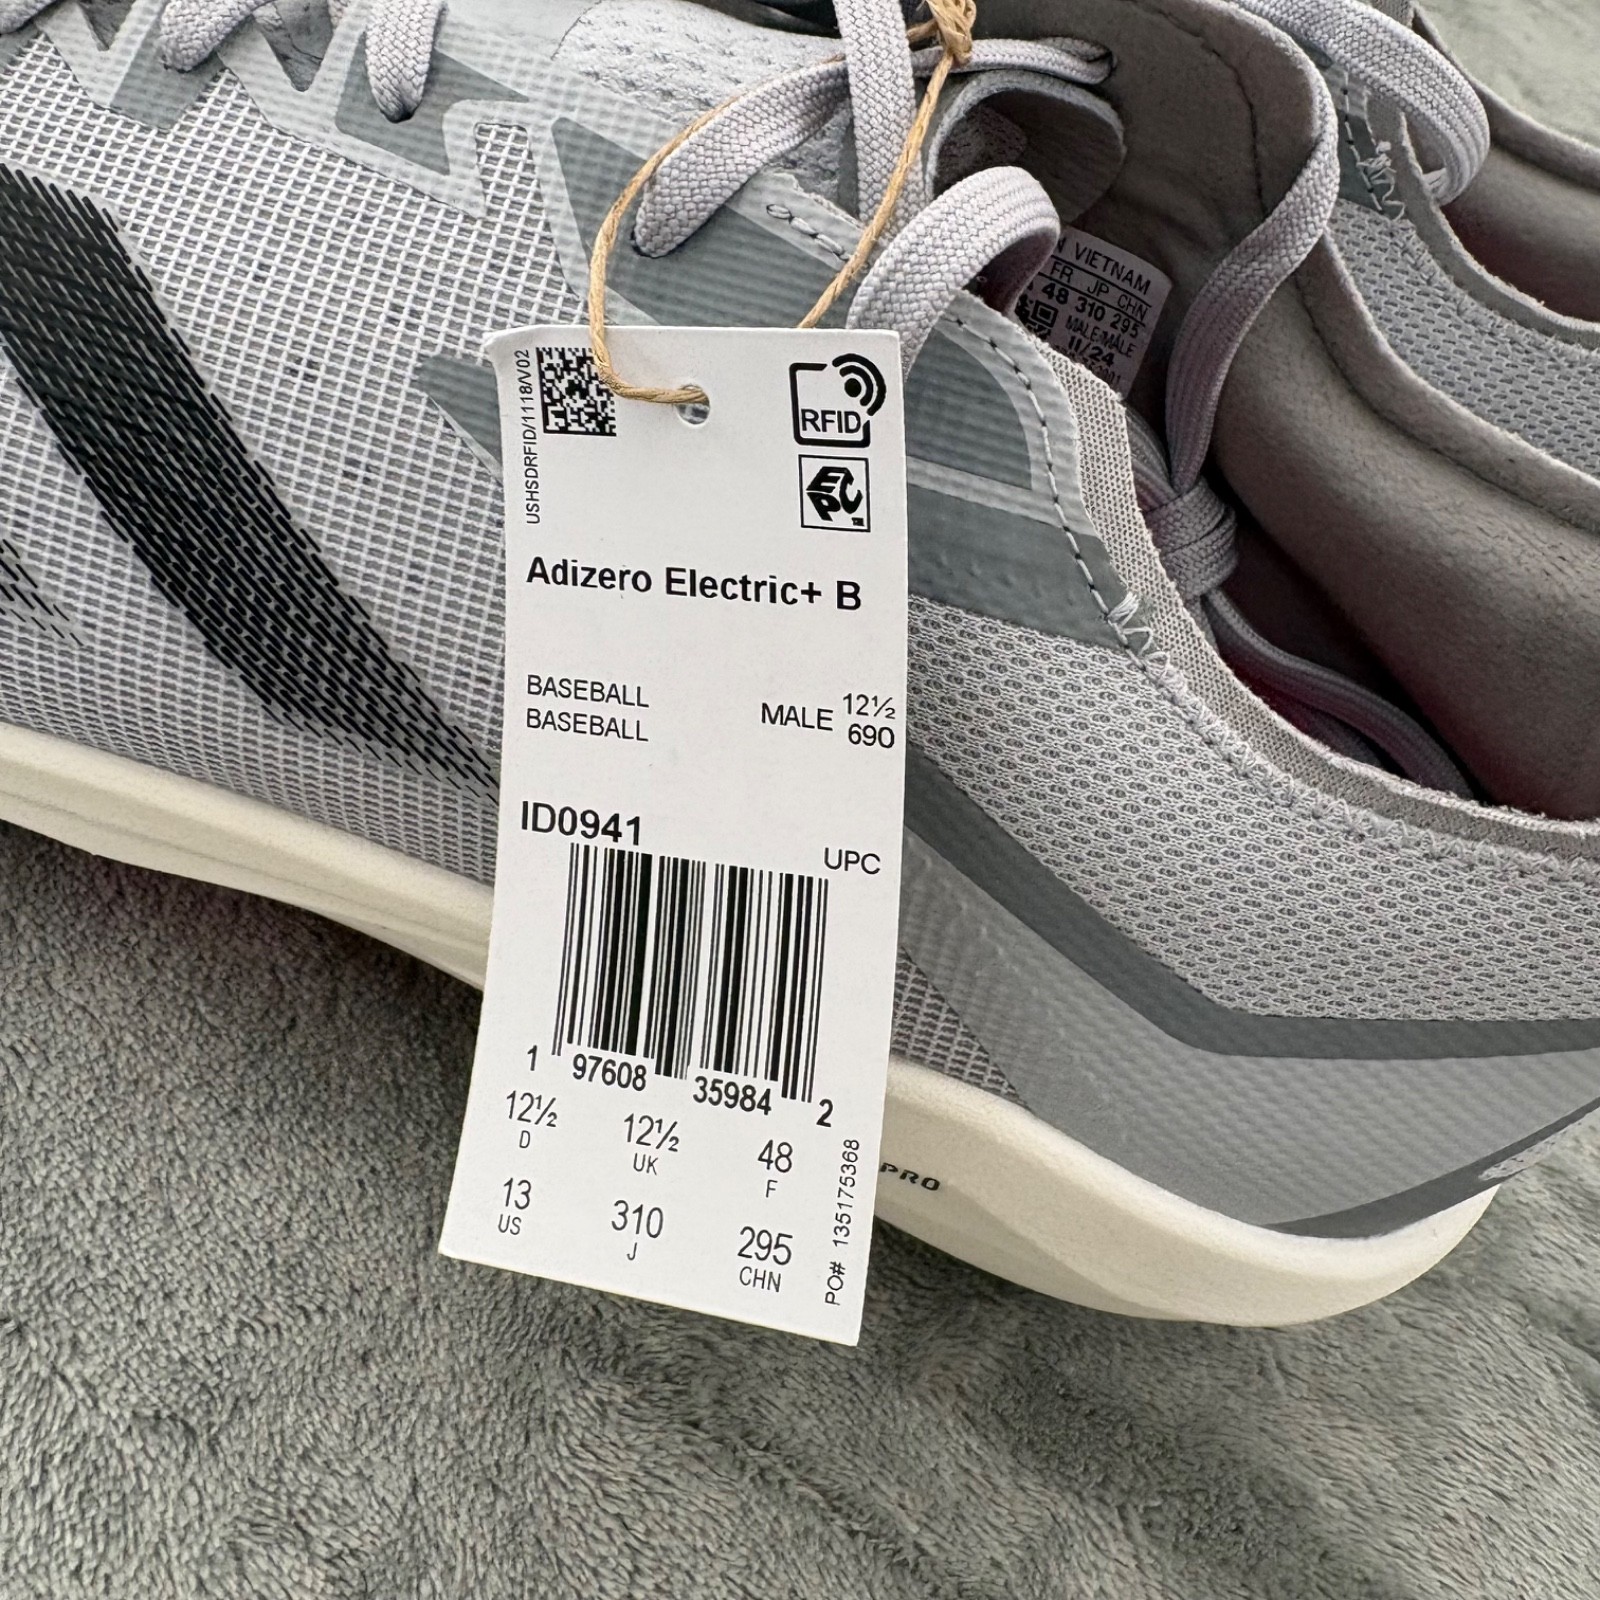 N VIETNAM
FR JP CHN
48 310 295
MALE/MALE
11/24
USHSDRFID/1118/V02
RFID
EPC
TM
Adizero Electric+ B
BASEBALL
BASEBALL
MALE 12½
690
ID0941
UPC
1 97608 35984 2
12½ 12½ 48
D UK F
13 310 295
US J CHN
PO# 135175368
PRO